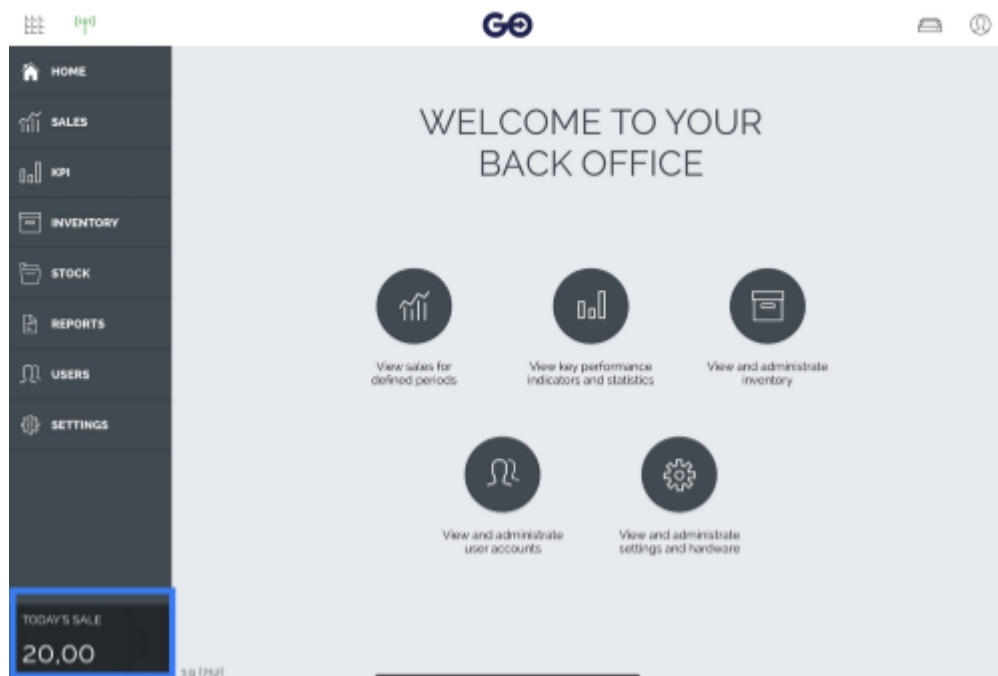 GO
HOME
SALES
KPI
INVENTORY
STOCK
REPORTS
USERS
SETTINGS
TODAY'S SALE
20,00
WELCOME TO YOUR
BACK OFFICE
View sales for
defined periods
View key performance
indicators and statistics
View and administrate
inventory
View and administrate
user accounts
View and administrate
settings and hardware